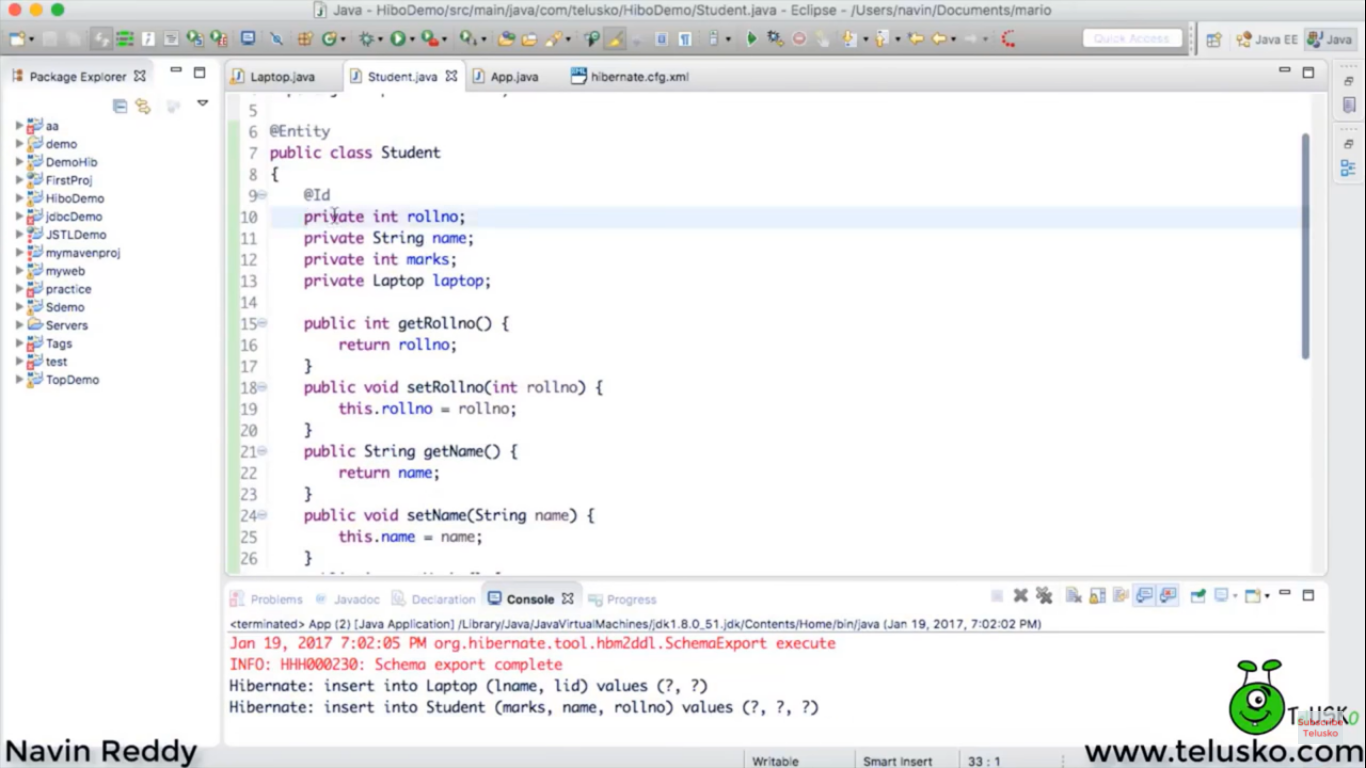 Java - HiboDemo/src/main/java/com/telusko/HiboDemo/Student.java - Eclipse - /Users/navin/Documents/mario
Quick Access
Java EE
Java
Package Explorer
Laptop.java
Student.java
App.java
hibernate.cfg.xml
aa
demo
DemoHib
FirstProj
HiboDemo
jdbcDemo
JSTLDemo
mymavenproj
myweb
practice
Sdemo
Servers
Tags
test
TopDemo
5
6 @Entity
7 public class Student
8 {
9 @Id
10 private int rollno;
11 private String name;
12 private int marks;
13 private Laptop laptop;
14
15 public int getRollno() {
16 return rollno;
17 }
18 public void setRollno(int rollno) {
19 this.rollno = rollno;
20 }
21 public String getName() {
22 return name;
23 }
24 public void setName(String name) {
25 this.name = name;
26 }
Problems
Javadoc
Declaration
Console
Progress
<terminated> App (2) [Java Application] /Library/Java/JavaVirtualMachines/jdk1.8.0_51.jdk/Contents/Home/bin/java (Jan 19, 2017, 7:02:02 PM)
Jan 19, 2017 7:02:05 PM org.hibernate.tool.hbm2ddl.SchemaExport execute
INFO: HHH000230: Schema export complete
Hibernate: insert into Laptop (lname, lid) values (?, ?)
Hibernate: insert into Student (marks, name, rollno) values (?, ?, ?)
Subscribe
Telusko
Navin Reddy
www.telusko.com
Writable
Smart Insert
33 : 1